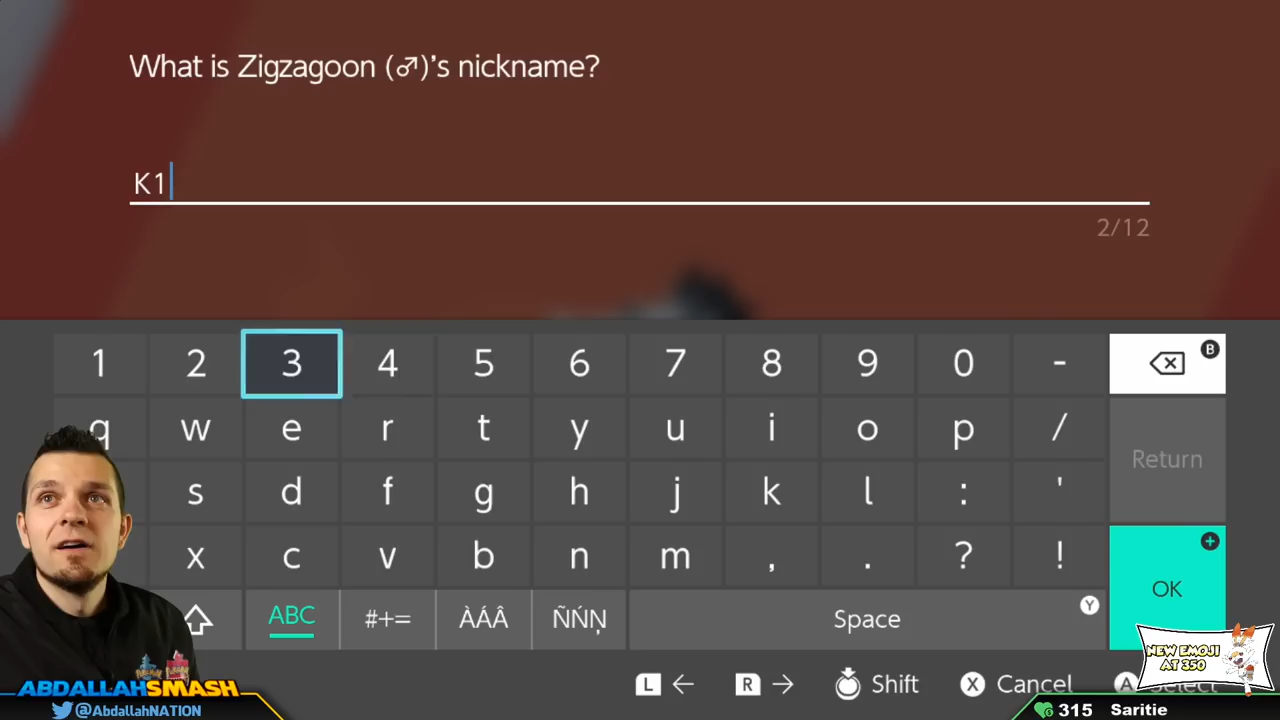 What is Zigzagoon (♂)'s nickname?
K1
2/12
1 2 3 4 5 6 7 8 9 0 - B
q w e r t y u i o p / Return
s d f g h j k l : '
x c v b n m , . ? ! + OK
ABC #+= ÀÁÂ ÑŃŅ Space Y
NEW EMOJI
AT 350
L ← R → Shift X Cancel A Select
ABDALLAHSMASH
@AbdallahNATION
315 Saritie